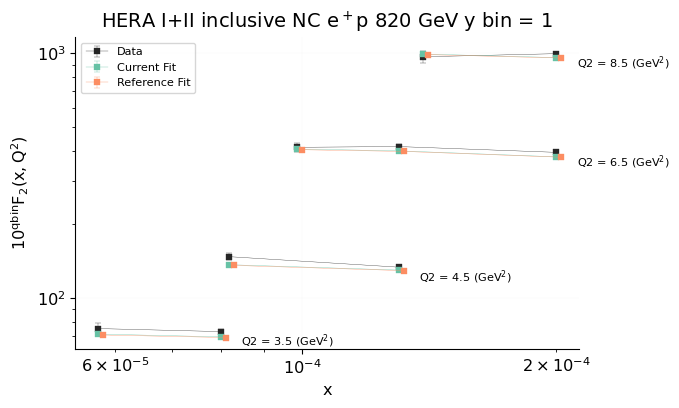 HERA I+II inclusive NC e⁺p 820 GeV y bin = 1
Data
Current Fit
Reference Fit
10³
10²
10^qbin F₂(x, Q²)
Q2 = 8.5 (GeV²)
Q2 = 6.5 (GeV²)
Q2 = 4.5 (GeV²)
Q2 = 3.5 (GeV²)
6 × 10⁻⁵
10⁻⁴
2 × 10⁻⁴
x